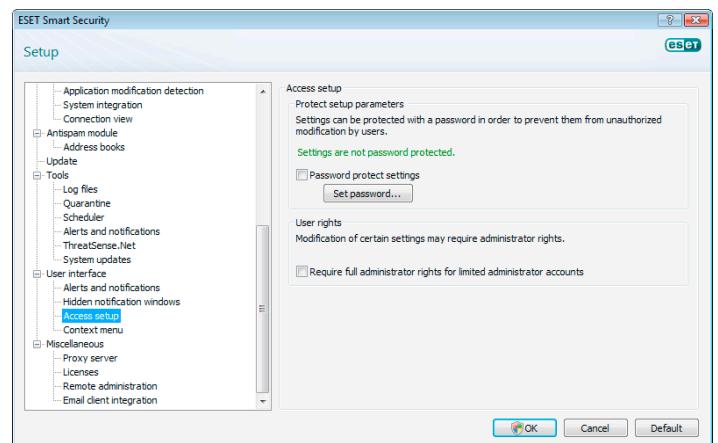 ESET Smart Security
?
Setup
eseT
Application modification detection
System integration
Connection view
Antispam module
Address books
Update
Tools
Log files
Quarantine
Scheduler
Alerts and notifications
ThreatSense.Net
System updates
User interface
Alerts and notifications
Hidden notification windows
Access setup
Context menu
Miscellaneous
Proxy server
Licenses
Remote administration
Email client integration
Access setup
Protect setup parameters
Settings can be protected with a password in order to prevent them from unauthorized
modification by users.
Settings are not password protected.
Password protect settings
Set password...
User rights
Modification of certain settings may require administrator rights.
Require full administrator rights for limited administrator accounts
OK
Cancel
Default